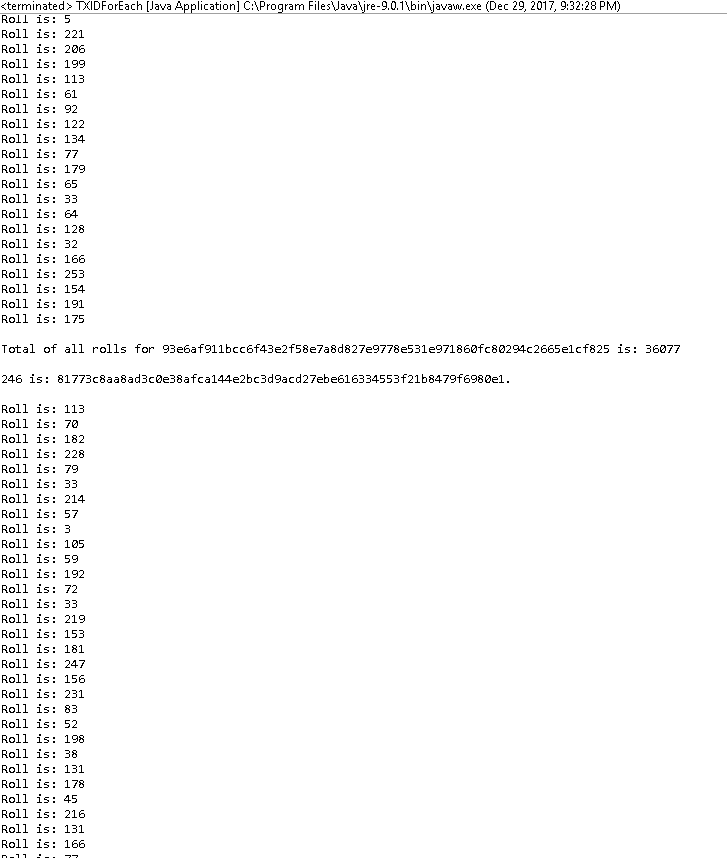 <terminated> TXIDForEach [Java Application] C:\Program Files\Java\jre-9.0.1\bin\javaw.exe (Dec 29, 2017, 9:32:28 PM)
Roll is: 5
Roll is: 221
Roll is: 206
Roll is: 199
Roll is: 113
Roll is: 61
Roll is: 92
Roll is: 122
Roll is: 134
Roll is: 77
Roll is: 179
Roll is: 65
Roll is: 33
Roll is: 64
Roll is: 128
Roll is: 32
Roll is: 166
Roll is: 253
Roll is: 154
Roll is: 191
Roll is: 175
Total of all rolls for 93e6af911bcc6f43e2f58e7a8d827e9778e531e971860fc80294c2665e1cf825 is: 36077
246 is: 81773c8aa8ad3c0e38afca144e2bc3d9acd27ebe616334553f21b8479f6980e1.
Roll is: 113
Roll is: 70
Roll is: 182
Roll is: 228
Roll is: 79
Roll is: 33
Roll is: 214
Roll is: 57
Roll is: 3
Roll is: 105
Roll is: 59
Roll is: 192
Roll is: 72
Roll is: 33
Roll is: 219
Roll is: 153
Roll is: 181
Roll is: 247
Roll is: 156
Roll is: 231
Roll is: 83
Roll is: 52
Roll is: 198
Roll is: 38
Roll is: 131
Roll is: 178
Roll is: 45
Roll is: 216
Roll is: 131
Roll is: 166
Roll is: 77